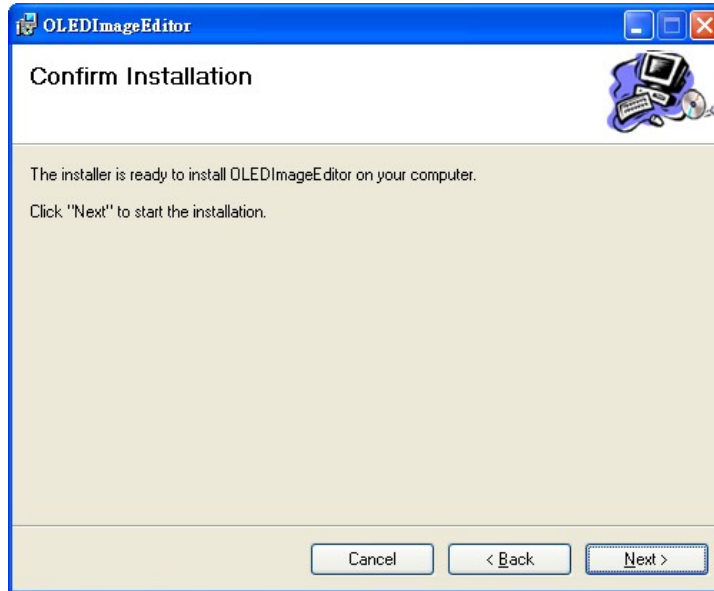 OLEDImageEditor
Confirm Installation
The installer is ready to install OLEDImageEditor on your computer.
Click "Next" to start the installation.
Cancel
< Back
Next >